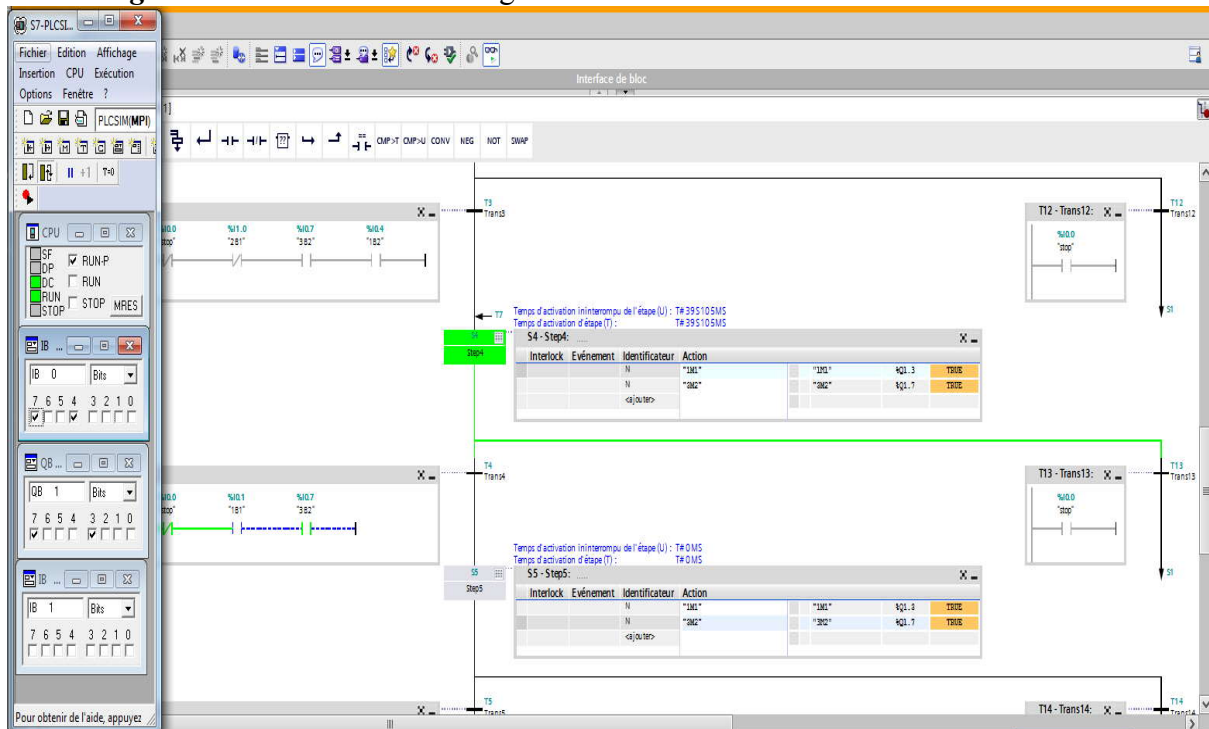 S7-PLCSI...
Fichier Edition Affichage
Insertion CPU Exécution
Options Fenêtre ?
PLCSIM(MPI)
+1 T=0
CPU
SF
DP
DC
RUN
STOP
RUN-P
RUN
STOP MRES
IB ...
IB 0 Bits
7 6 5 4 3 2 1 0
QB ...
QB 1 Bits
7 6 5 4 3 2 1 0
IB ...
IB 1 Bits
7 6 5 4 3 2 1 0
Pour obtenir de l'aide, appuyez
Interface de bloc
1]
?? CMP>T CMP>U CONV NEG NOT SWAP
%I0.0 %I1.0 %I0.7 %I0.4
stop" "2B1" "3B2" "1B2"
T3
Trans3
T12 - Trans12:
%I0.0
"stop"
T12
Trans12
S1
T7
Temps d'activation ininterrompu de l'étape (U) : T#39S105MS
Temps d'activation d'étape (T) : T#39S105MS
S4
Step4
S4 - Step4: .....
Interlock Evénement Identificateur Action
N "1M1" "1M1" %Q1.3 TRUE
N "3M2" "3M2" %Q1.7 TRUE
<ajouter>
%I0.0 %I0.1 %I0.7
stop" "1B1" "3B2"
T4
Trans4
T13 - Trans13:
%I0.0
"stop"
T13
Trans13
S1
Temps d'activation ininterrompu de l'étape (U) : T#0MS
Temps d'activation d'étape (T) : T#0MS
S5
Step5
S5 - Step5: .....
Interlock Evénement Identificateur Action
N "1M1" "1M1" %Q1.3 TRUE
N "3M2" "3M2" %Q1.7 TRUE
<ajouter>
T5
Trans5
T14 - Trans14:
T14
Trans14